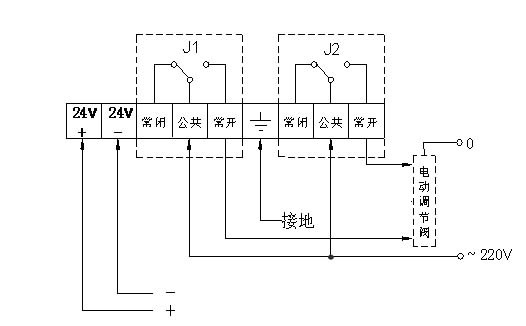 J1
J2
24V
24V
+
-
常闭
公共
常开
常闭
公共
常开
0
电动调节阀
接地
~ 220V
-
+